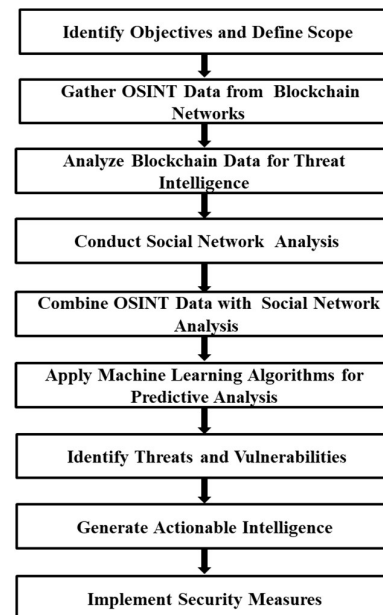 Identify Objectives and Define Scope
Gather OSINT Data from Blockchain
Networks
Analyze Blockchain Data for Threat
Intelligence
Conduct Social Network Analysis
Combine OSINT Data with Social Network
Analysis
Apply Machine Learning Algorithms for
Predictive Analysis
Identify Threats and Vulnerabilities
Generate Actionable Intelligence
Implement Security Measures